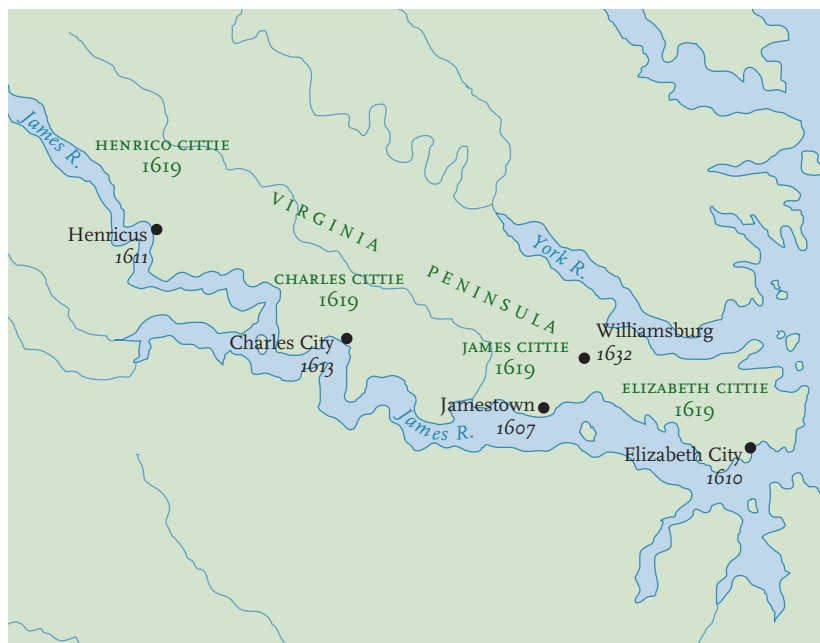 James R.
HENRICO CITTIE
1619
VIRGINIA PENINSULA
Henricus
1611
York R.
CHARLES CITTIE
1619
Charles City
1613
Williamsburg
1632
JAMES CITTIE
1619
ELIZABETH CITTIE
1619
Jamestown
1607
James R.
Elizabeth City
1610